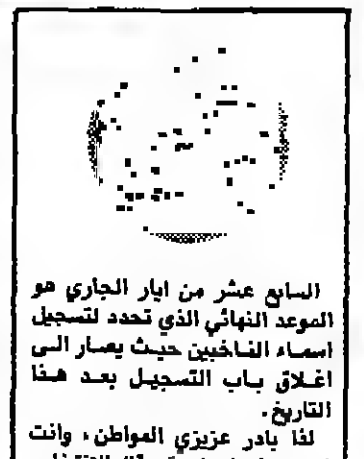 السابع عشر من ايار الجاري هو
الموعد النهائي الذي تحدد لتسجيل
اسماء الناخبين حيث يصار الى
اغلاق باب التسجيل بعد هذا
التاريخ.
لذا بادر عزيزي المواطن، وانت